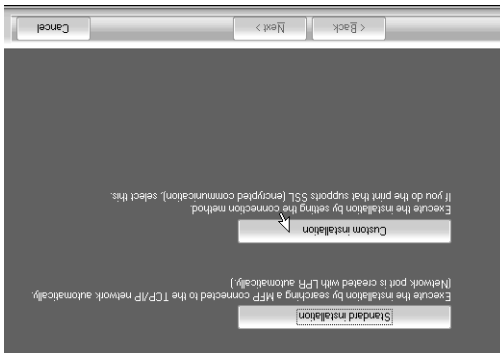 Standard installation
Execute the installation by searching a MFP connected to the TCP/IP network automatically.
(Network port is created with LPR automatically.)
Custom installation
Execute the installation by setting the connection method.
If you do the print that supports SSL (encrypted communication), select this.
< Back
Next >
Cancel